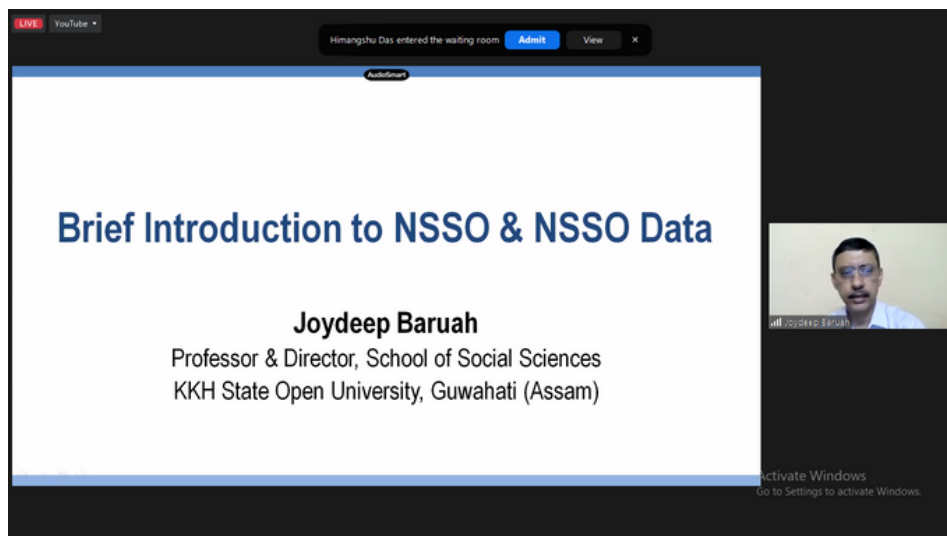 LIVE YouTube
Himangshu Das entered the waiting room Admit View ×
AudioSmart
Brief Introduction to NSSO & NSSO Data
Joydeep Baruah
Professor & Director, School of Social Sciences
KKH State Open University, Guwahati (Assam)
Joydeep Baruah
Activate Windows
Go to Settings to activate Windows.